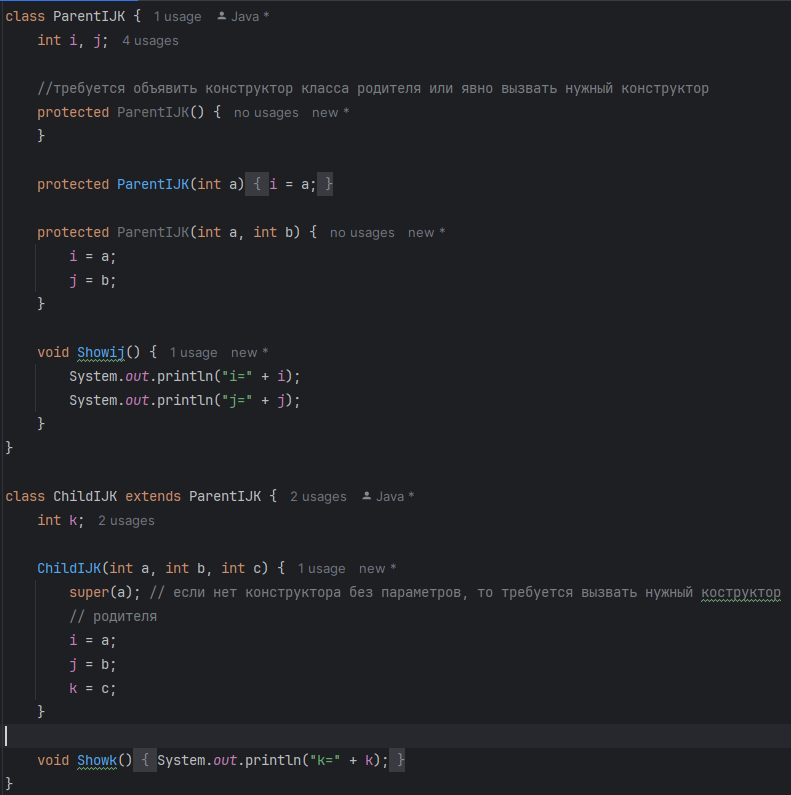 class ParentIJK { 1 usage Java *
int i, j; 4 usages
//требуется объявить конструктор класса родителя или явно вызвать нужный конструктор
protected ParentIJK() { no usages new *
}
protected ParentIJK(int a) { i = a; }
protected ParentIJK(int a, int b) { no usages new *
i = a;
j = b;
}
void Showij() { 1 usage new *
System.out.println("i=" + i);
System.out.println("j=" + j);
}
}
class ChildIJK extends ParentIJK { 2 usages Java *
int k; 2 usages
ChildIJK(int a, int b, int c) { 1 usage new *
super(a); // если нет конструктора без параметров, то требуется вызвать нужный коструктор
// родителя
i = a;
j = b;
k = c;
}
void Showk() { System.out.println("k=" + k); }
}